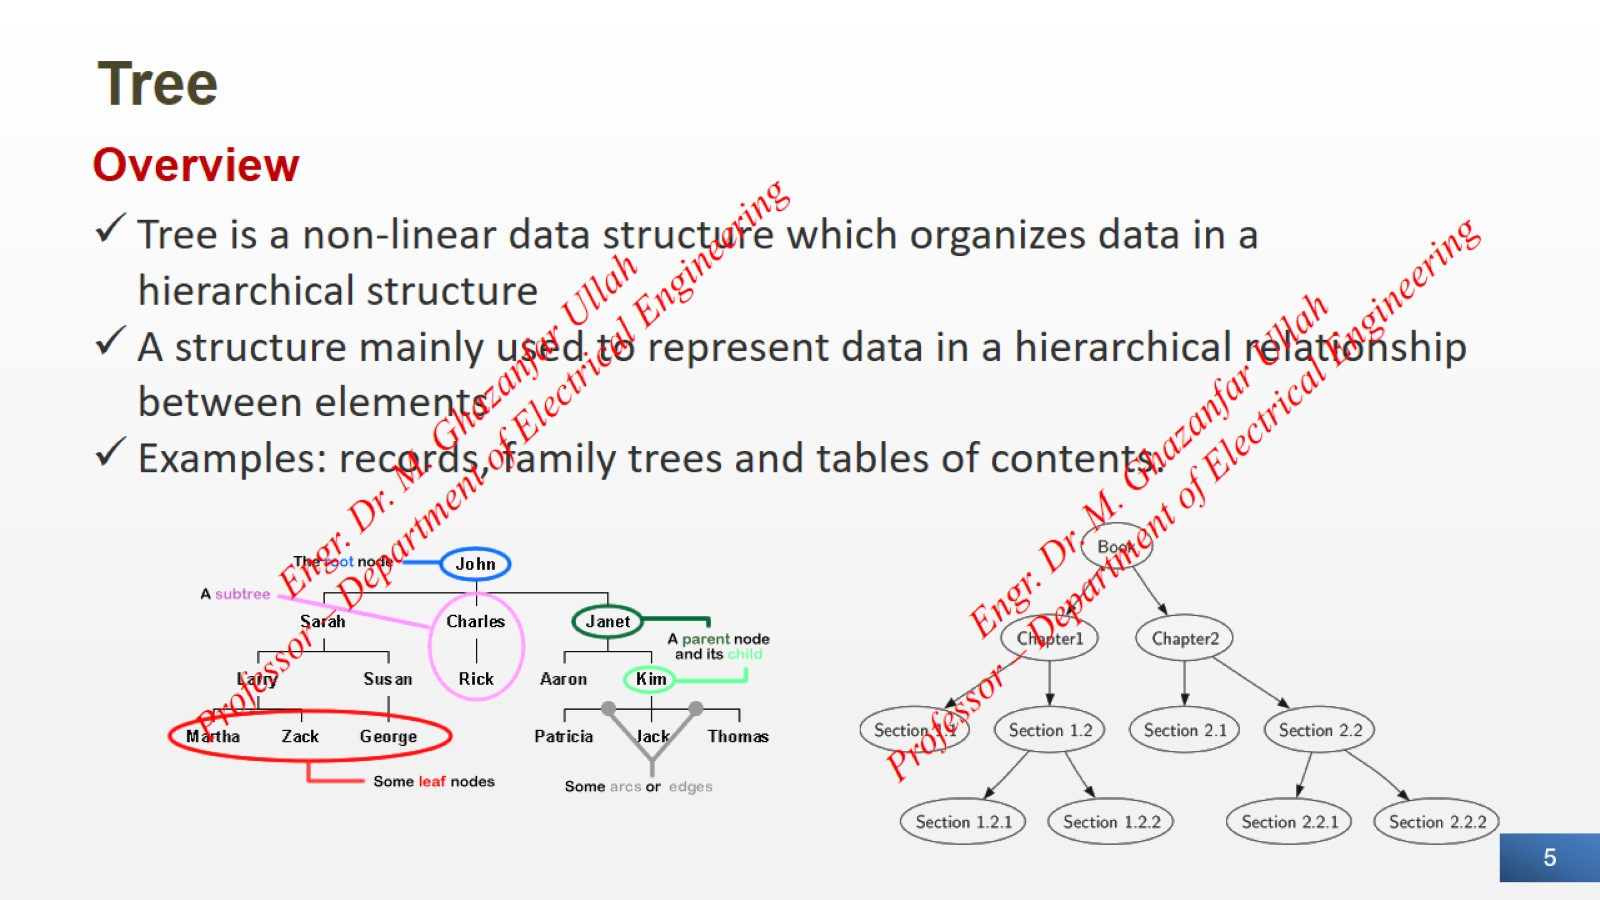 Tree
Overview
✓ Tree is a non-linear data structure which organizes data in a
hierarchical structure
✓ A structure mainly used to represent data in a hierarchical relationship
between elements
✓ Examples: records, family trees and tables of contents.
Engr. Dr. M. Ghazanfar Ullah
Professor – Department of Electrical Engineering
Engr. Dr. M. Ghazanfar Ullah
Professor – Department of Electrical Engineering
The root node
John
A subtree
Sarah
Charles
Janet
A parent node
and its child
Larry
Susan
Rick
Aaron
Kim
Martha
Zack
George
Patricia
Jack
Thomas
Some leaf nodes
Some arcs or edges
Book
Chapter1
Chapter2
Section 1.1
Section 1.2
Section 2.1
Section 2.2
Section 1.2.1
Section 1.2.2
Section 2.2.1
Section 2.2.2
5